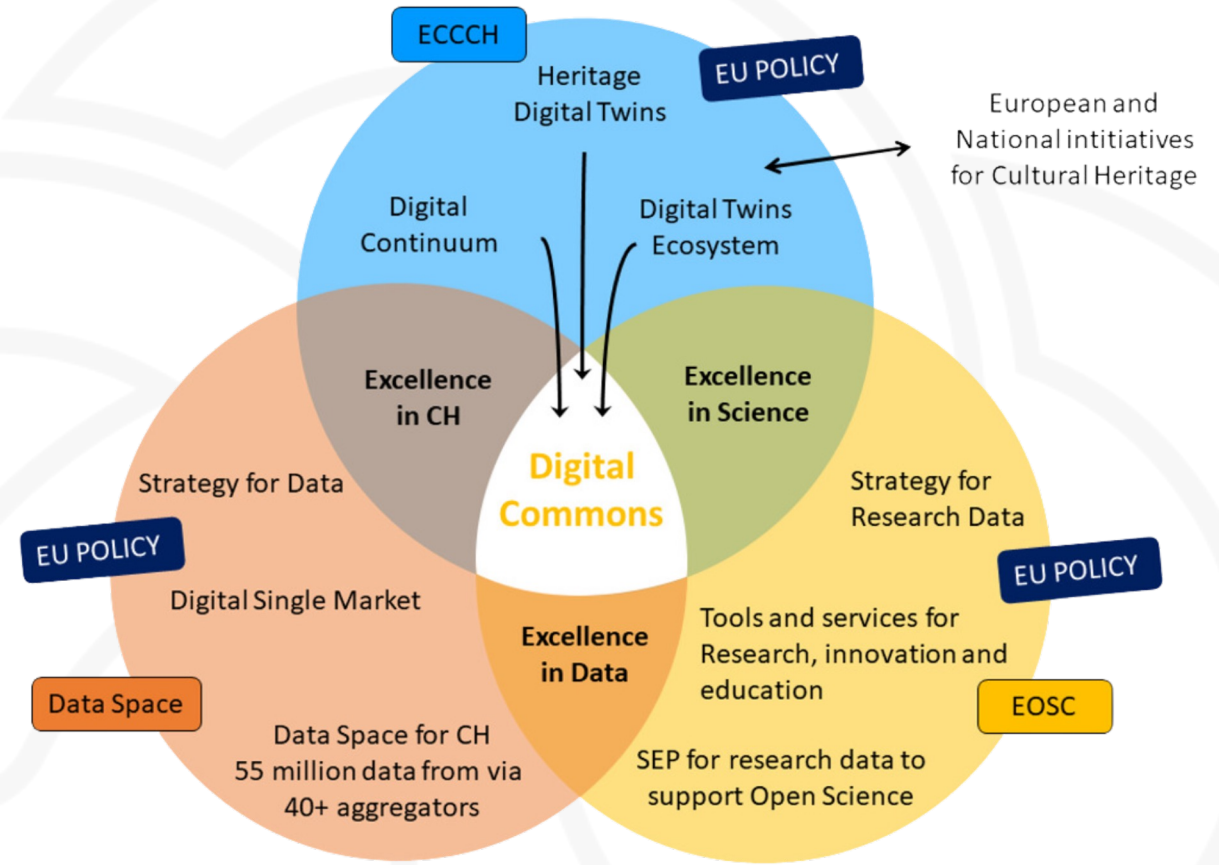 ECCCH
EU POLICY
Heritage
Digital Twins
European and
National intitiatives
for Cultural Heritage
Digital
Continuum
Digital Twins
Ecosystem
Excellence
in CH
Excellence
in Science
Digital
Commons
Strategy for Data
EU POLICY
Digital Single Market
Data Space
Data Space for CH
55 million data from via
40+ aggregators
Excellence
in Data
Strategy for
Research Data
EU POLICY
Tools and services for
Research, innovation and
education
EOSC
SEP for research data to
support Open Science